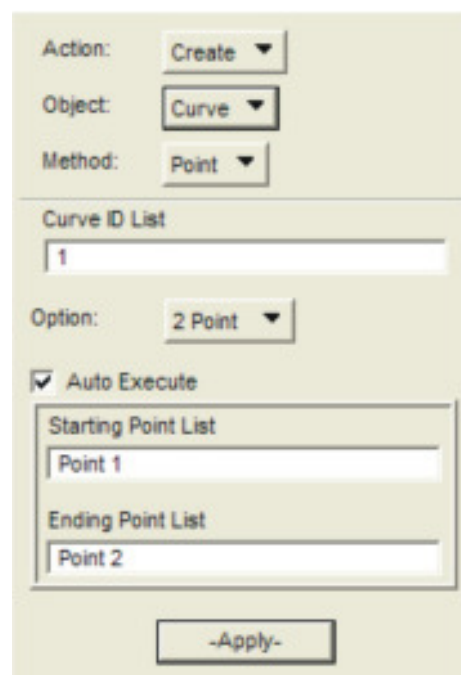 Action: Create
Object: Curve
Method: Point
Curve ID List
1
Option: 2 Point
Auto Execute
Starting Point List
Point 1
Ending Point List
Point 2
-Apply-